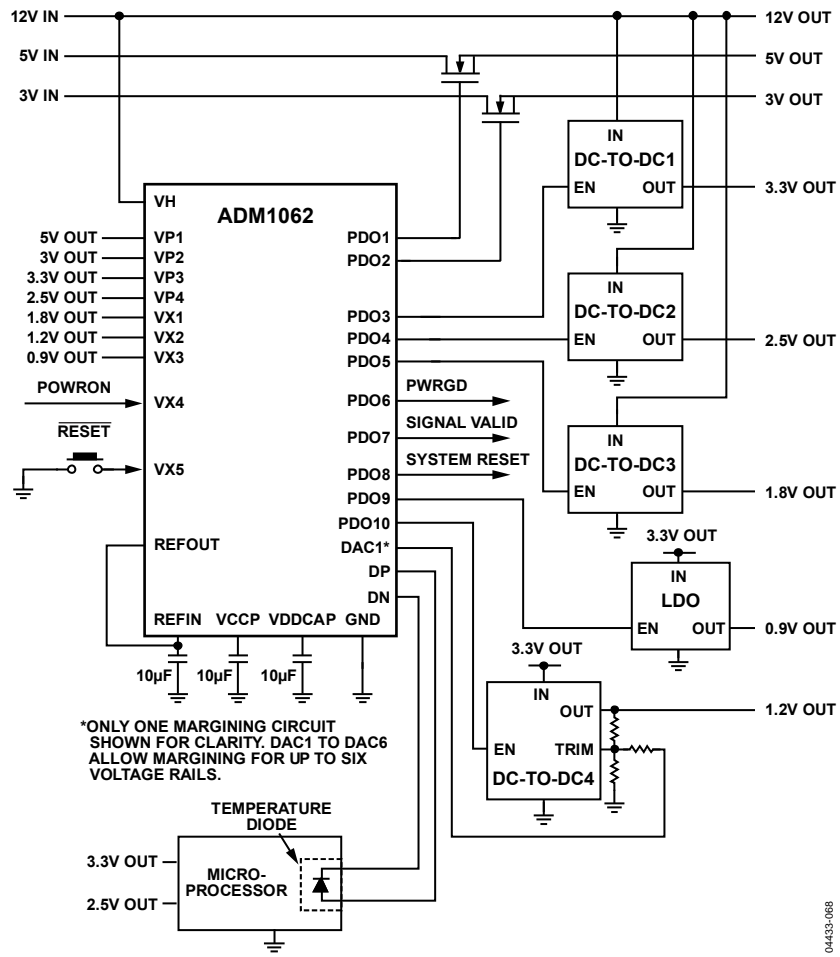 12V IN
12V OUT
5V IN
5V OUT
3V IN
3V OUT
IN
DC-TO-DC1
EN OUT
3.3V OUT
VH
ADM1062
5V OUT VP1
3V OUT VP2
3.3V OUT VP3
2.5V OUT VP4
1.8V OUT VX1
1.2V OUT VX2
0.9V OUT VX3
POWRON
VX4
RESET
VX5
REFOUT
REFIN VCCP VDDCAP GND
PDO1
PDO2
PDO3
PDO4
PDO5
PDO6
PWRGD
PDO7
SIGNAL VALID
PDO8
SYSTEM RESET
PDO9
PDO10
DAC1*
DP
DN
IN
DC-TO-DC2
EN OUT
2.5V OUT
IN
DC-TO-DC3
EN OUT
1.8V OUT
3.3V OUT
IN
LDO
EN OUT
0.9V OUT
3.3V OUT
IN
OUT
1.2V OUT
EN TRIM
DC-TO-DC4
10µF 10µF 10µF
*ONLY ONE MARGINING CIRCUIT
SHOWN FOR CLARITY. DAC1 TO DAC6
ALLOW MARGINING FOR UP TO SIX
VOLTAGE RAILS.
TEMPERATURE
DIODE
3.3V OUT
2.5V OUT
MICRO-
PROCESSOR
04433-068